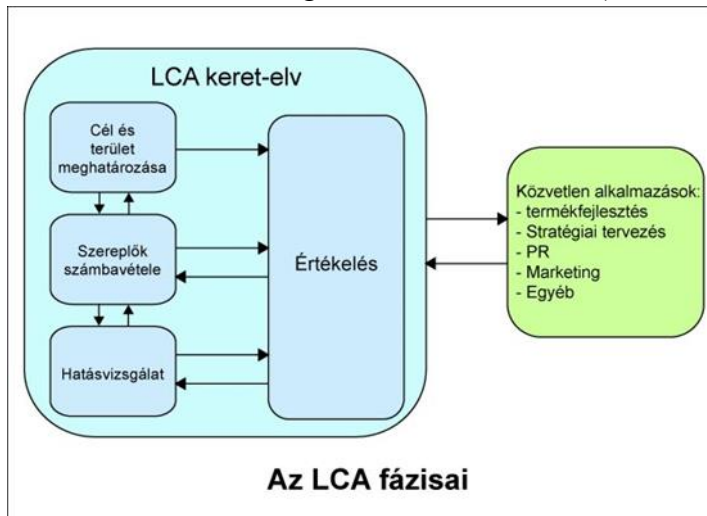 LCA keret-elv
Cél és
terület
meghatározása
Szereplők
számbavétele
Hatásvizsgálat
Értékelés
Közvetlen alkalmazások:
- termékfejlesztés
- Stratégiai tervezés
- PR
- Marketing
- Egyéb
Az LCA fázisai